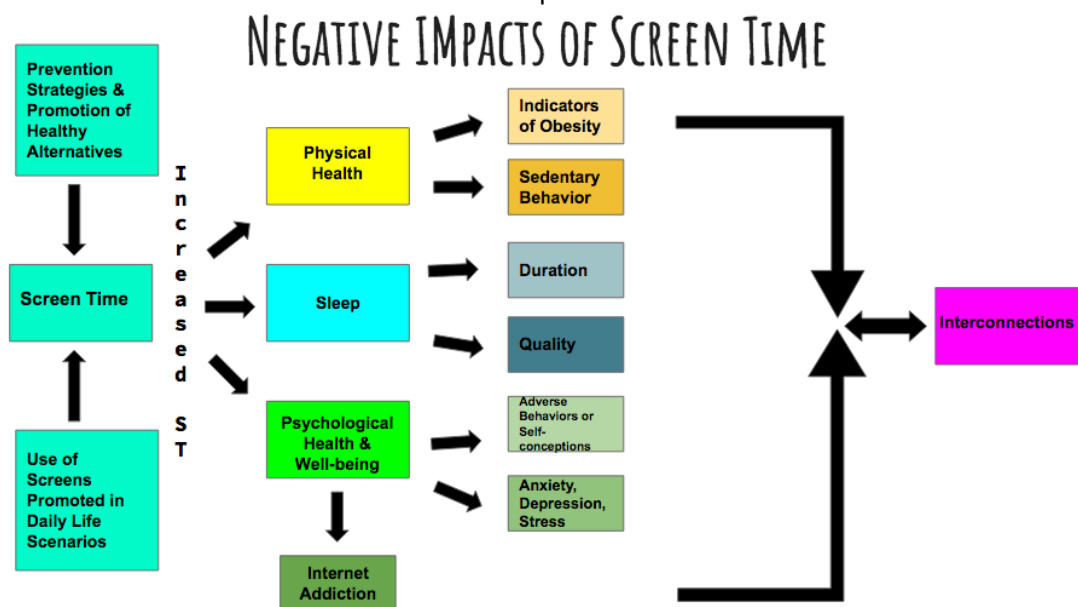 NEGATIVE IMPACTS OF SCREEN TIME
Prevention
Strategies &
Promotion of
Healthy
Alternatives
Screen Time
Use of
Screens
Promoted in
Daily Life
Scenarios
Increased ST
Physical
Health
Sleep
Psychological
Health &
Well-being
Internet
Addiction
Indicators
of Obesity
Sedentary
Behavior
Duration
Quality
Adverse
Behaviors or
Self-
conceptions
Anxiety,
Depression,
Stress
Interconnections